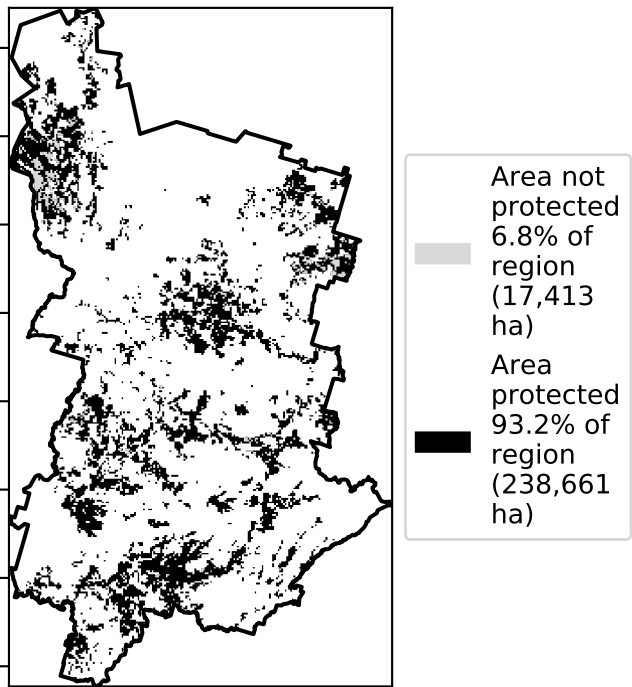 Area not
protected
6.8% of
region
(17,413
ha)
Area
protected
93.2% of
region
(238,661
ha)